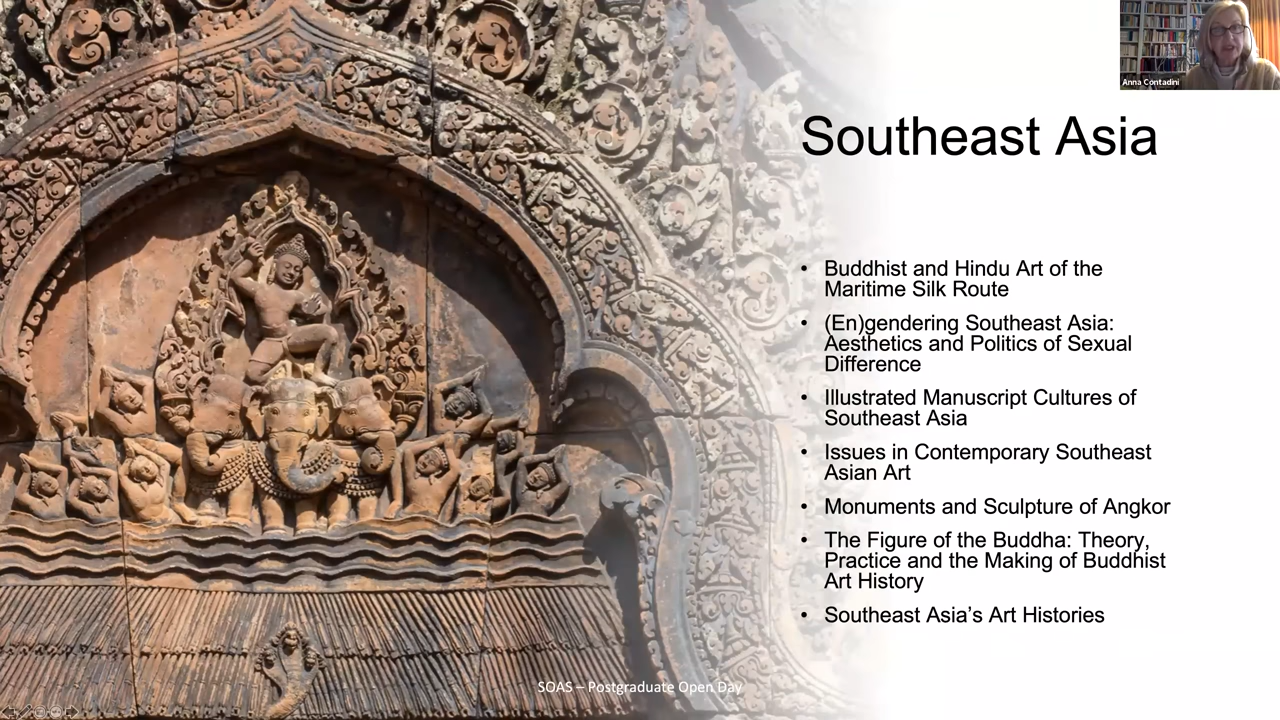 Anna Contadini
Southeast Asia
• Buddhist and Hindu Art of the
Maritime Silk Route
• (En)gendering Southeast Asia:
Aesthetics and Politics of Sexual
Difference
• Illustrated Manuscript Cultures of
Southeast Asia
• Issues in Contemporary Southeast
Asian Art
• Monuments and Sculpture of Angkor
• The Figure of the Buddha: Theory,
Practice and the Making of Buddhist
Art History
• Southeast Asia’s Art Histories
SOAS – Postgraduate Open Day